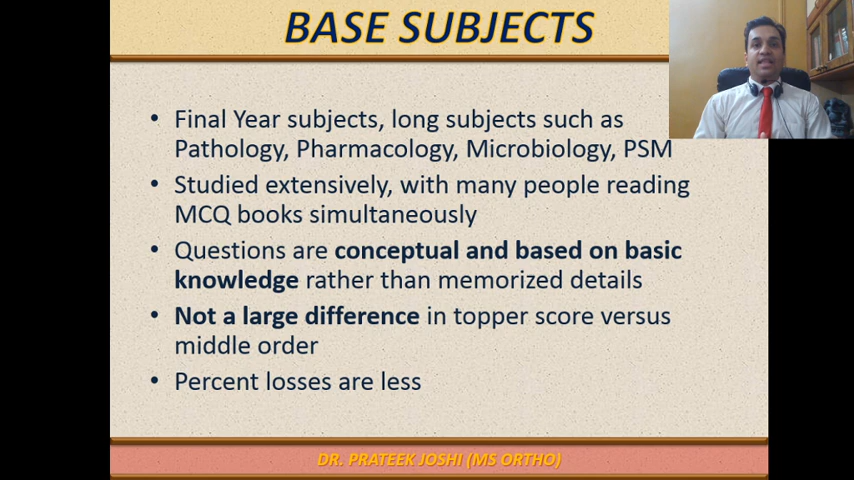 BASE SUBJECTS
• Final Year subjects, long subjects such as
Pathology, Pharmacology, Microbiology, PSM
• Studied extensively, with many people reading
MCQ books simultaneously
• Questions are conceptual and based on basic
knowledge rather than memorized details
• Not a large difference in topper score versus
middle order
• Percent losses are less
DR. PRATEEK JOSHI (MS ORTHO)